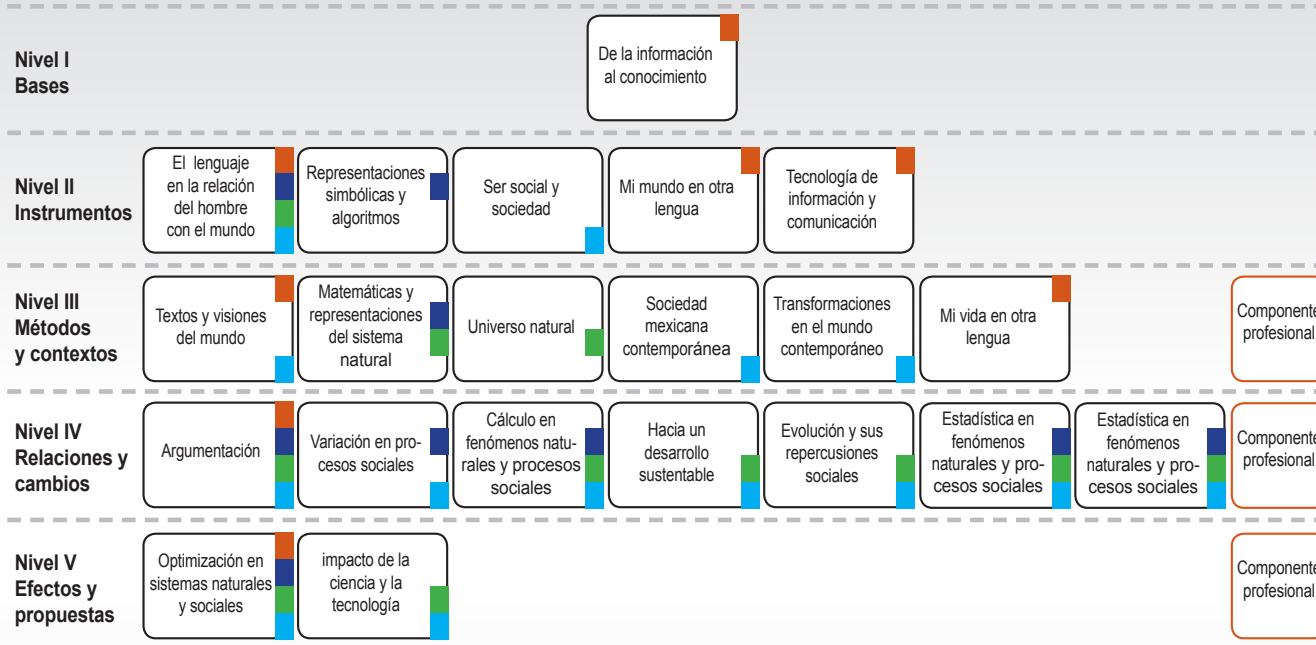 Nivel I
Bases
De la información
al conocimiento
Nivel II
Instrumentos
El lenguaje
en la relación
del hombre
con el mundo
Representaciones
simbólicas y
algoritmos
Ser social y
sociedad
Mi mundo en otra
lengua
Tecnología de
información y
comunicación
Nivel III
Métodos
y contextos
Textos y visiones
del mundo
Matemáticas y
representaciones
del sistema
natural
Universo natural
Sociedad
mexicana
contemporánea
Transformaciones
en el mundo
contemporáneo
Mi vida en otra
lengua
Componente
profesional
Nivel IV
Relaciones y
cambios
Argumentación
Variación en pro-
cesos sociales
Cálculo en
fenómenos natu-
rales y procesos
sociales
Hacia un
desarrollo
sustentable
Evolución y sus
repercusiones
sociales
Estadística en
fenómenos
naturales y pro-
cesos sociales
Estadística en
fenómenos
naturales y pro-
cesos sociales
Componente
profesional
Nivel V
Efectos y
propuestas
Optimización en
sistemas naturales
y sociales
impacto de la
ciencia y la
tecnología
Componente
profesional